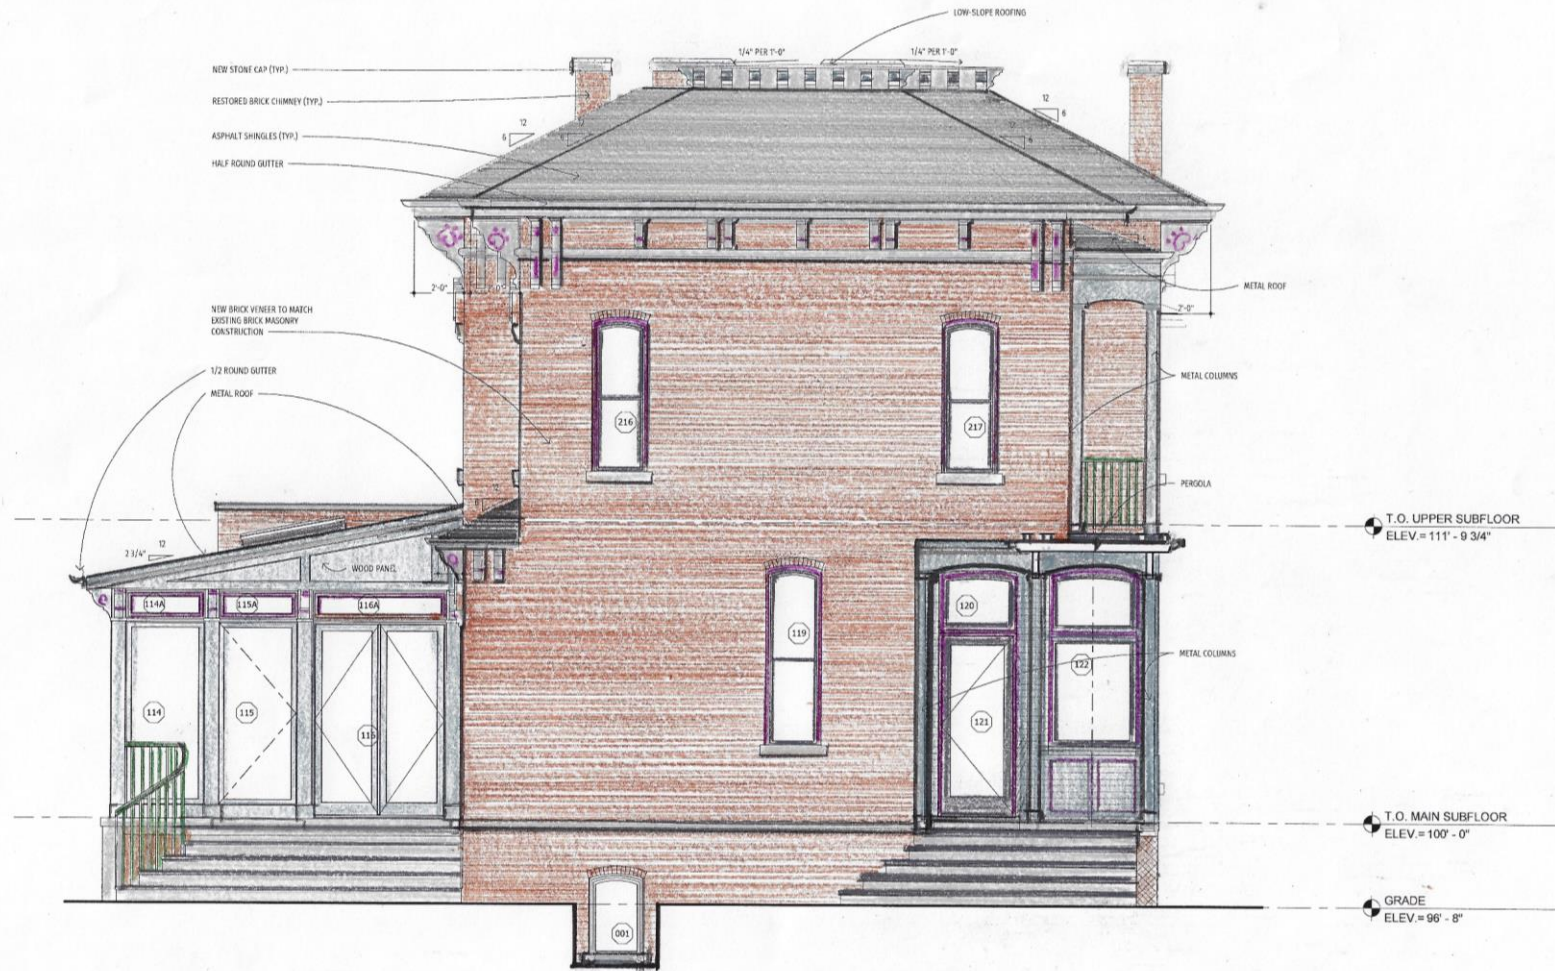 LOW-SLOPE ROOFING
1/4" PER 1'-0"
1/4" PER 1'-0"
NEW STONE CAP (TYP.)
RESTORED BRICK CHIMNEY (TYP.)
12
6
12
6
ASPHALT SHINGLES (TYP.)
HALF ROUND GUTTER
2'-0"
METAL ROOF
2'-0"
NEW BRICK VENEER TO MATCH
EXISTING BRICK MASONRY
CONSTRUCTION
1/2 ROUND GUTTER
METAL ROOF
METAL COLUMNS
216
217
PERGOLA
T.O. UPPER SUBFLOOR
ELEV.= 111' - 9 3/4"
12
2 3/4"
WOOD PANEL
114A
115A
116A
120
119
METAL COLUMNS
122
114
115
116
121
T.O. MAIN SUBFLOOR
ELEV.= 100' - 0"
GRADE
ELEV.= 96' - 8"
001